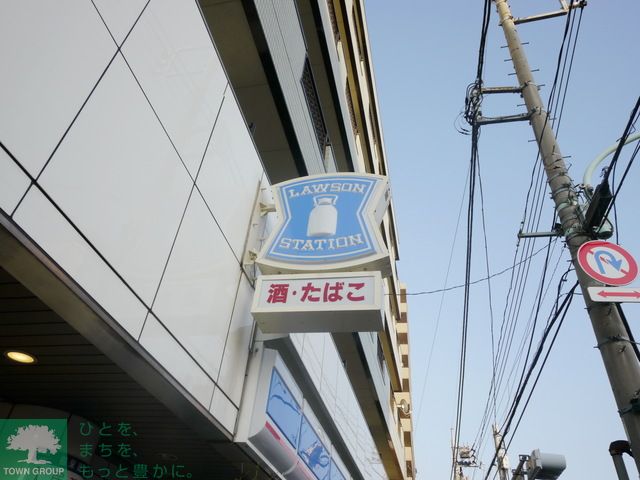 LAWSON
STATION
酒・たばこ
ひとを、
まちを、
もっと豊かに。
TOWN GROUP